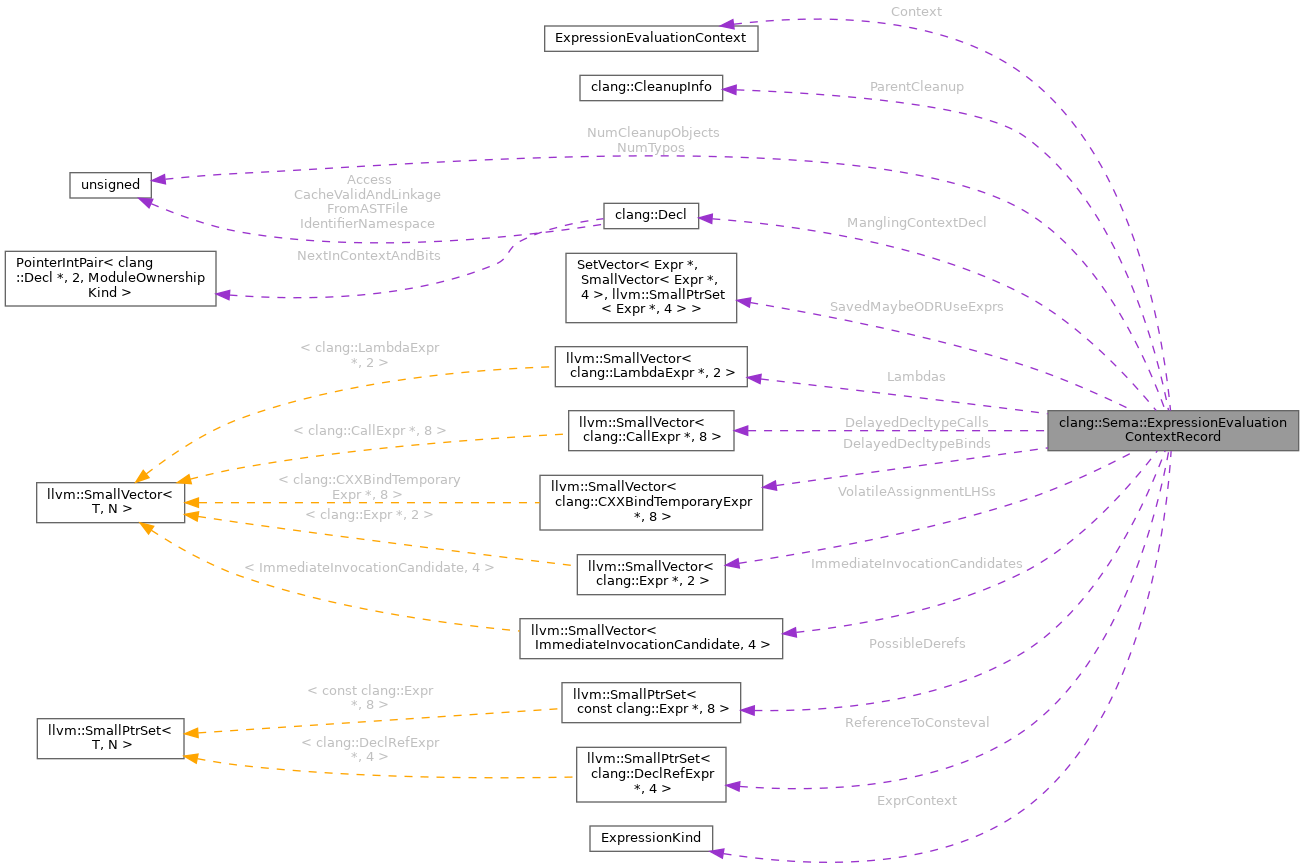 Context
ExpressionEvaluationContext
clang::CleanupInfo
ParentCleanup
NumCleanupObjects
NumTypos
unsigned
Access
CacheValidAndLinkage
FromASTFile
IdentifierNamespace
clang::Decl
ManglingContextDecl
NextInContextAndBits
PointerIntPair< clang
::Decl *, 2, ModuleOwnership
Kind >
SetVector< Expr *,
SmallVector< Expr *,
4 >, llvm::SmallPtrSet
< Expr *, 4 > >
SavedMaybeODRUseExprs
< clang::LambdaExpr
*, 2 >
llvm::SmallVector<
clang::LambdaExpr *, 2 >
Lambdas
< clang::CallExpr *, 8 >
llvm::SmallVector<
clang::CallExpr *, 8 >
DelayedDecltypeCalls
clang::Sema::ExpressionEvaluation
ContextRecord
DelayedDecltypeBinds
llvm::SmallVector<
T, N >
< clang::CXXBindTemporary
Expr *, 8 >
llvm::SmallVector<
clang::CXXBindTemporaryExpr
*, 8 >
VolatileAssignmentLHSs
< clang::Expr *, 2 >
llvm::SmallVector<
clang::Expr *, 2 >
ImmediateInvocationCandidates
< ImmediateInvocationCandidate, 4 >
llvm::SmallVector<
ImmediateInvocationCandidate, 4 >
PossibleDerefs
< const clang::Expr
*, 8 >
llvm::SmallPtrSet<
const clang::Expr *, 8 >
ReferenceToConsteval
llvm::SmallPtrSet<
T, N >
< clang::DeclRefExpr
*, 4 >
llvm::SmallPtrSet<
clang::DeclRefExpr
*, 4 >
ExprContext
ExpressionKind